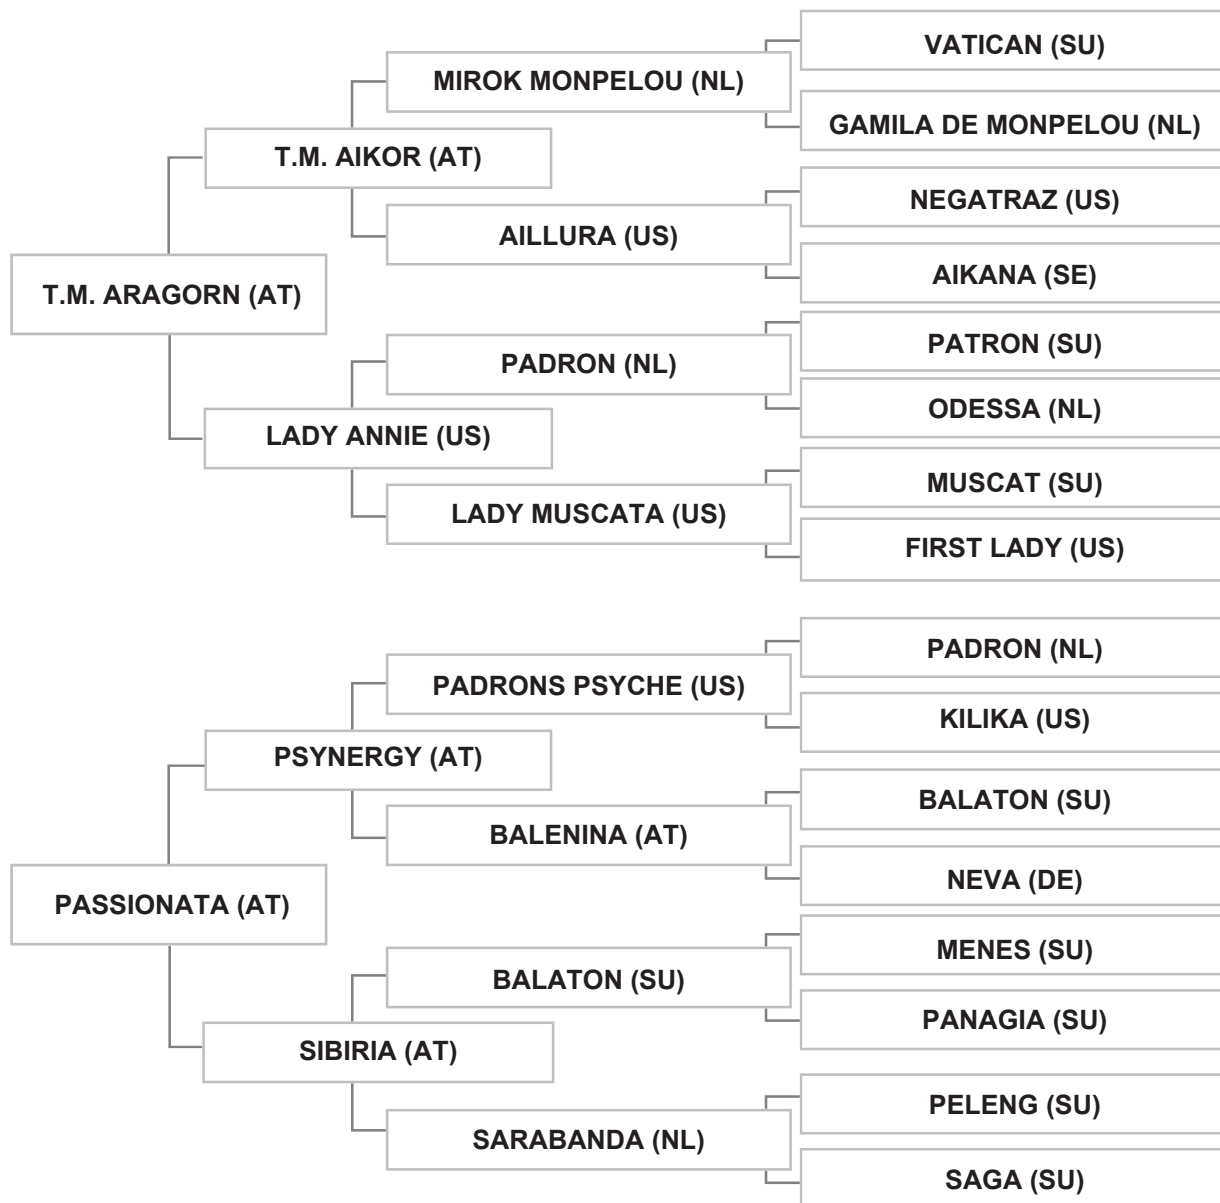 VATICAN (SU)
MIROK MONPELOU (NL)
GAMILA DE MONPELOU (NL)
T.M. AIKOR (AT)
NEGATRAZ (US)
AILLURA (US)
AIKANA (SE)
T.M. ARAGORN (AT)
PATRON (SU)
PADRON (NL)
ODESSA (NL)
LADY ANNIE (US)
MUSCAT (SU)
LADY MUSCATA (US)
FIRST LADY (US)
PADRON (NL)
PADRONS PSYCHE (US)
KILIKA (US)
PSYNERGY (AT)
BALATON (SU)
BALENINA (AT)
NEVA (DE)
PASSIONATA (AT)
MENES (SU)
BALATON (SU)
PANAGIA (SU)
SIBIRIA (AT)
PELENG (SU)
SARABANDA (NL)
SAGA (SU)